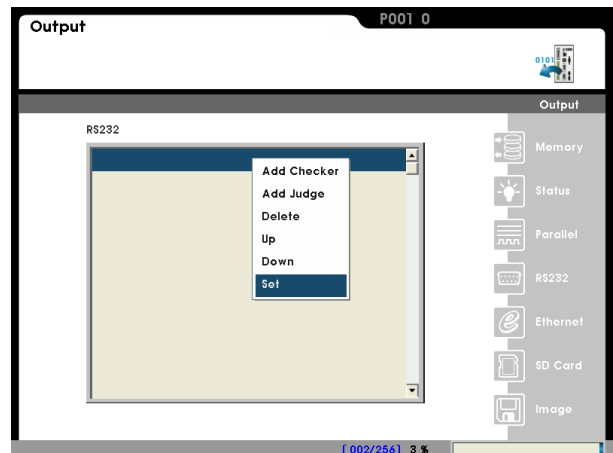 Output
P001 0
0101
Output
RS232
Add Checker
Add Judge
Delete
Up
Down
Set
Memory
Status
Parallel
RS232
Ethernet
SD Card
Image
[002/256] 3 %